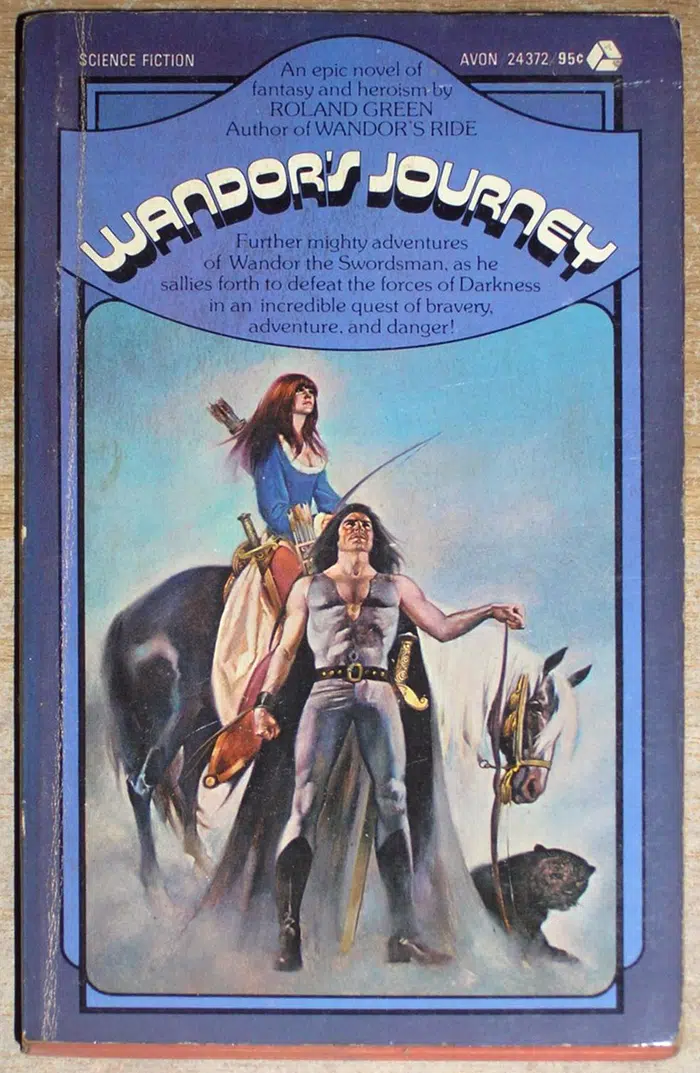 SCIENCE FICTION
AVON 24372 95¢
An epic novel of
fantasy and heroism by
ROLAND GREEN
Author of WANDOR'S RIDE
WANDOR'S JOURNEY
Further mighty adventures
of Wandor the Swordsman, as he
sallies forth to defeat the forces of Darkness
in an incredible quest of bravery,
adventure, and danger!